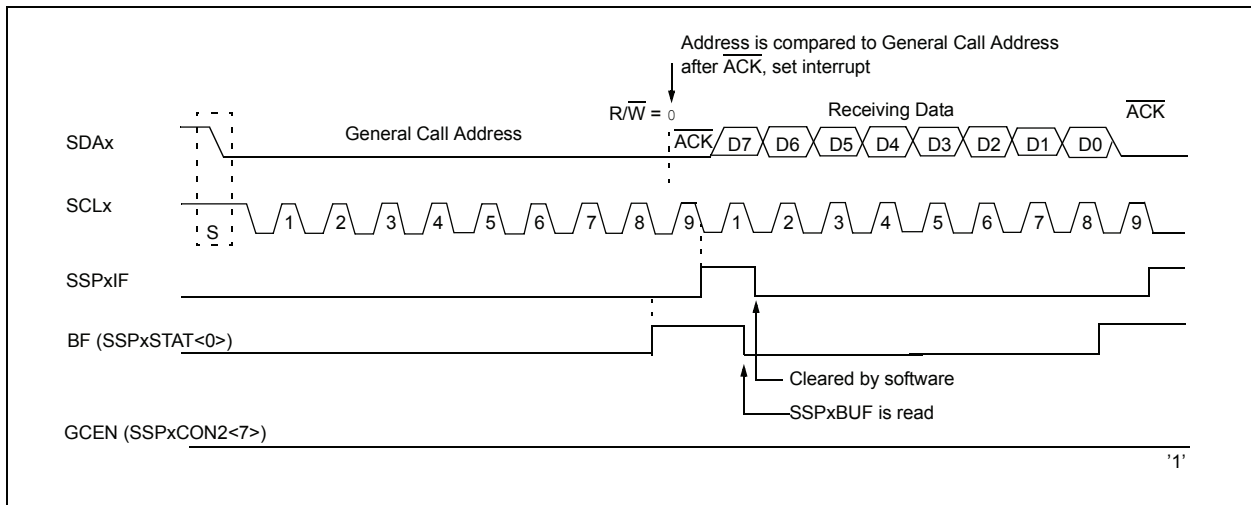 Address is compared to General Call Address
after ACK, set interrupt
R/W = 0
General Call Address
Receiving Data
ACK
SDAx
ACK
D7 D6 D5 D4 D3 D2 D1 D0
SCLx
S
1 2 3 4 5 6 7 8 9 1 2 3 4 5 6 7 8 9
SSPxIF
BF (SSPxSTAT<0>)
Cleared by software
SSPxBUF is read
GCEN (SSPxCON2<7>)
'1'